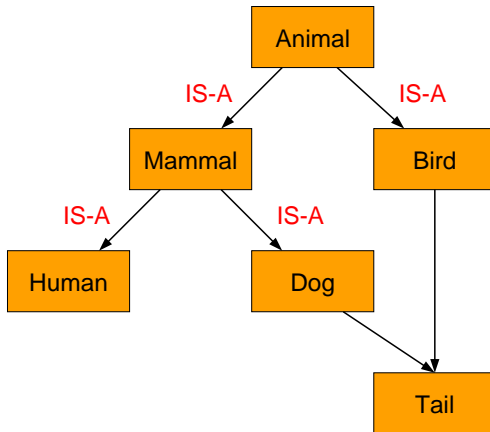 Animal
IS-A
IS-A
Mammal
Bird
IS-A
IS-A
Human
Dog
Tail